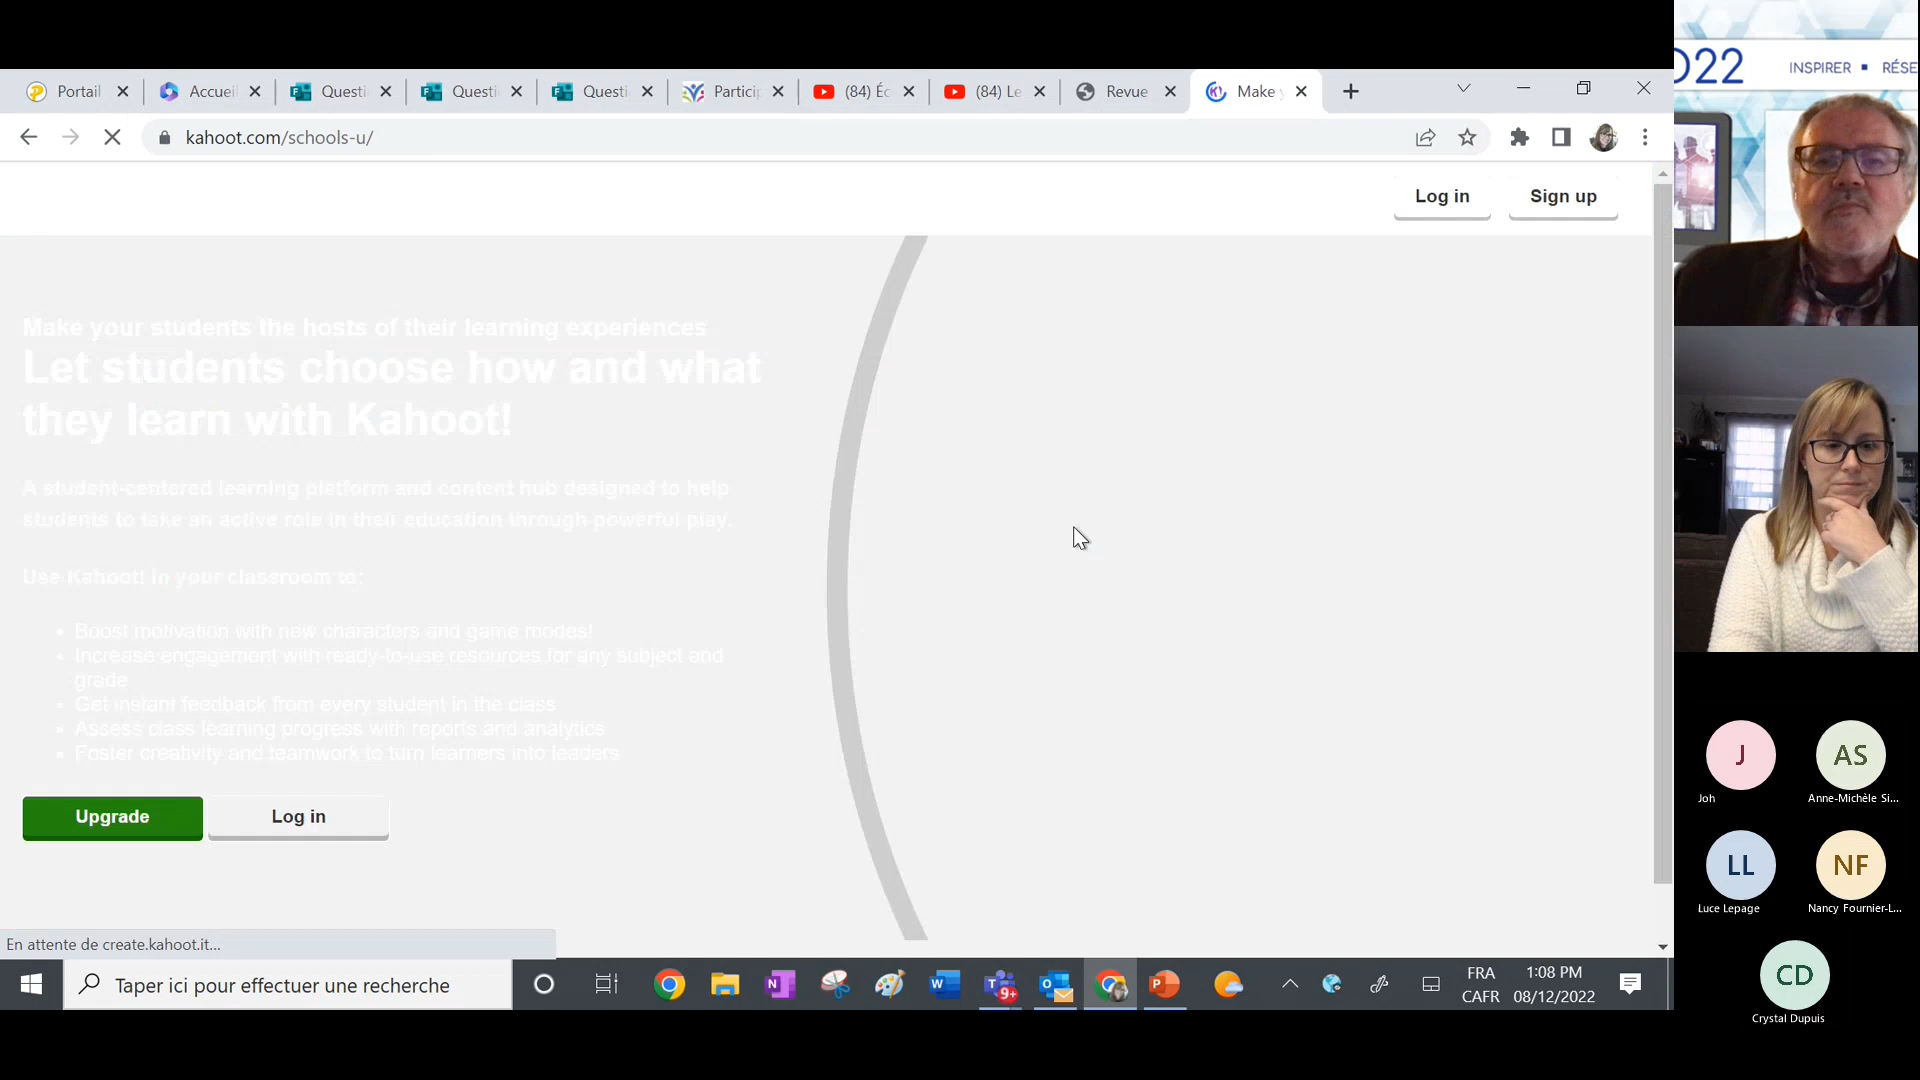 Portail
Accueil
Questi
Questi
Questi
Particip
(84) Éc
(84) Le
Revue
Make y
kahoot.com/schools-u/
Log in
Sign up
Make your students the hosts of their learning experiences
Let students choose how and what
they learn with Kahoot!
A student-centered learning platform and content hub designed to help
students to take an active role in their education through powerful play.
Use Kahoot! in your classroom to:
Boost motivation with new characters and game modes!
Increase engagement with ready-to-use resources for any subject and
grade
Get instant feedback from every student in the class
Assess class learning progress with reports and analytics
Foster creativity and teamwork to turn learners into leaders
Upgrade
Log in
En attente de create.kahoot.it...
Taper ici pour effectuer une recherche
9+
FRA
CAFR
1:08 PM
08/12/2022
022
INSPIRER ▪ RÉSE
J
Joh
AS
Anne-Michèle Si...
LL
Luce Lepage
NF
Nancy Fournier-L...
CD
Crystal Dupuis